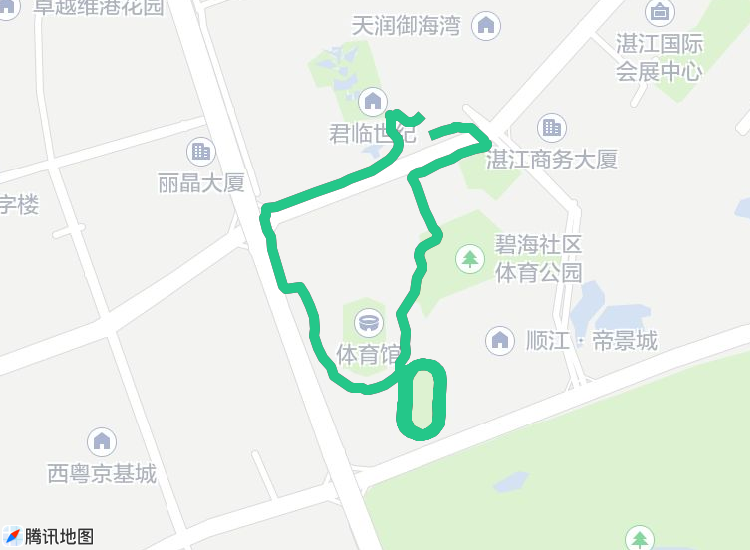 卓越维港花园
天润御海湾
湛江国际
会展中心
君临世纪
湛江商务大厦
丽晶大厦
字楼
碧海社区
体育公园
体育馆
顺江·帝景城
西粤京基城
腾讯地图